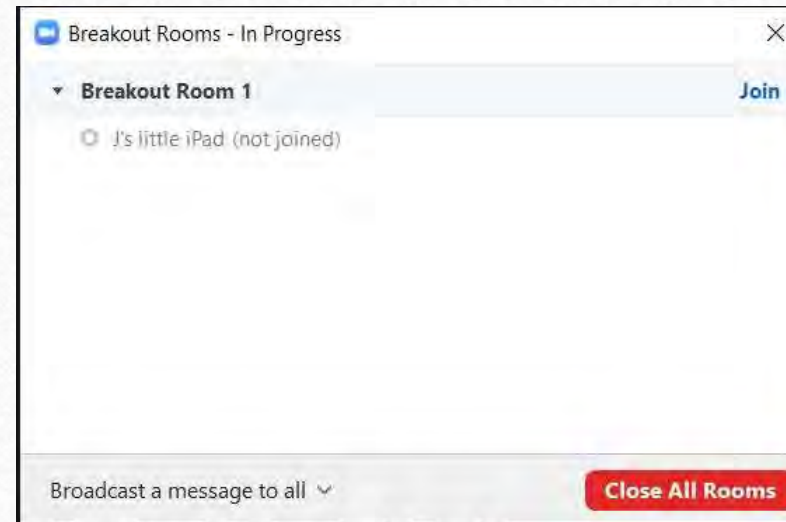 Breakout Rooms - In Progress
Breakout Room 1 Join
J's little iPad (not joined)
Broadcast a message to all
Close All Rooms